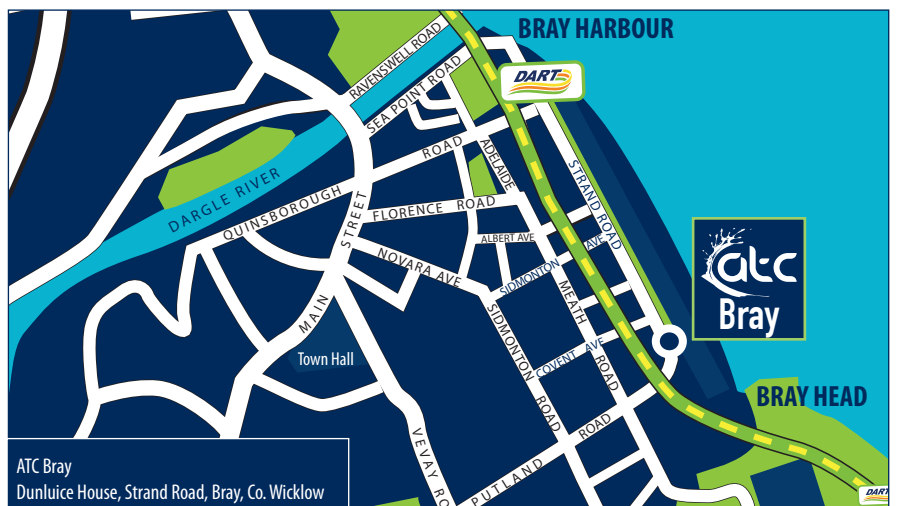 BRAY HARBOUR
RAVENSWELL ROAD
DART
SEA POINT ROAD
QUINSBOROUGH ROAD
ADELAIDE
STRAND ROAD
DARGLE RIVER
FLORENCE ROAD
MAIN STREET
ALBERT AVE
NOVARA AVE
SIDMONTON AVE
atc
Bray
MEATH ROAD
SIDMONTON ROAD
COVENT AVE
Town Hall
BRAY HEAD
VEVAY RO
PUTLAND ROAD
ATC Bray
Dunluice House, Strand Road, Bray, Co. Wicklow
DART